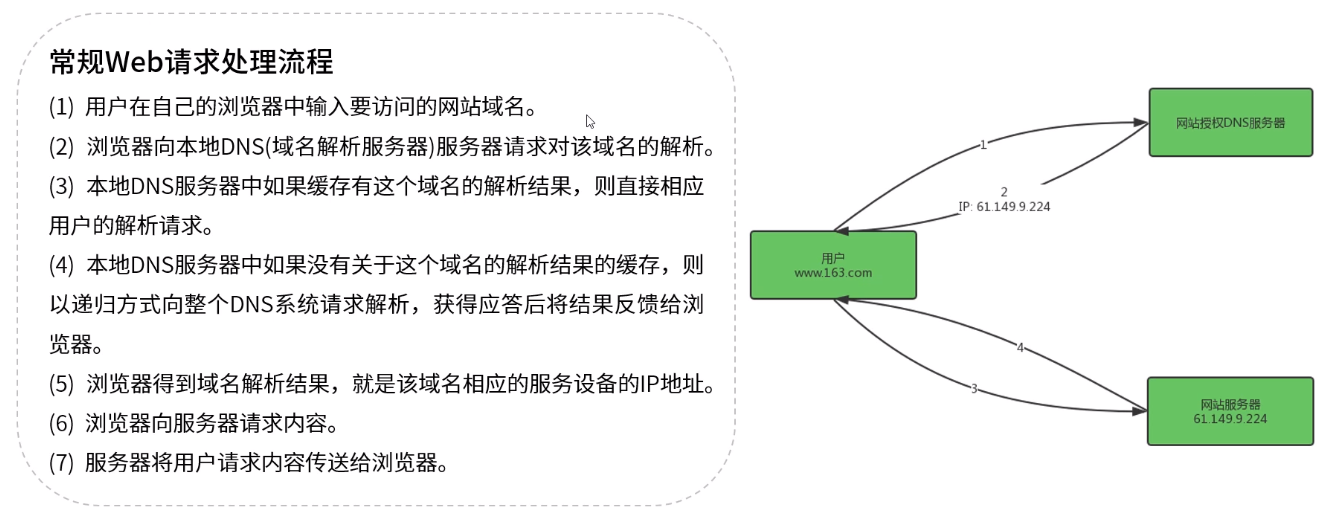 常规Web请求处理流程
(1) 用户在自己的浏览器中输入要访问的网站域名。
(2) 浏览器向本地DNS(域名解析服务器)服务器请求对该域名的解析。
(3) 本地DNS服务器中如果缓存有这个域名的解析结果，则直接相应
用户的解析请求。
(4) 本地DNS服务器中如果没有关于这个域名的解析结果的缓存，则
以递归方式向整个DNS系统请求解析，获得应答后将结果反馈给浏
览器。
(5) 浏览器得到域名解析结果，就是该域名相应的服务设备的IP地址。
(6) 浏览器向服务器请求内容。
(7) 服务器将用户请求内容传送给浏览器。
网站授权DNS服务器
1
2
IP: 61.149.9.224
用户
www.163.com
4
3
网站服务器
61.149.9.224